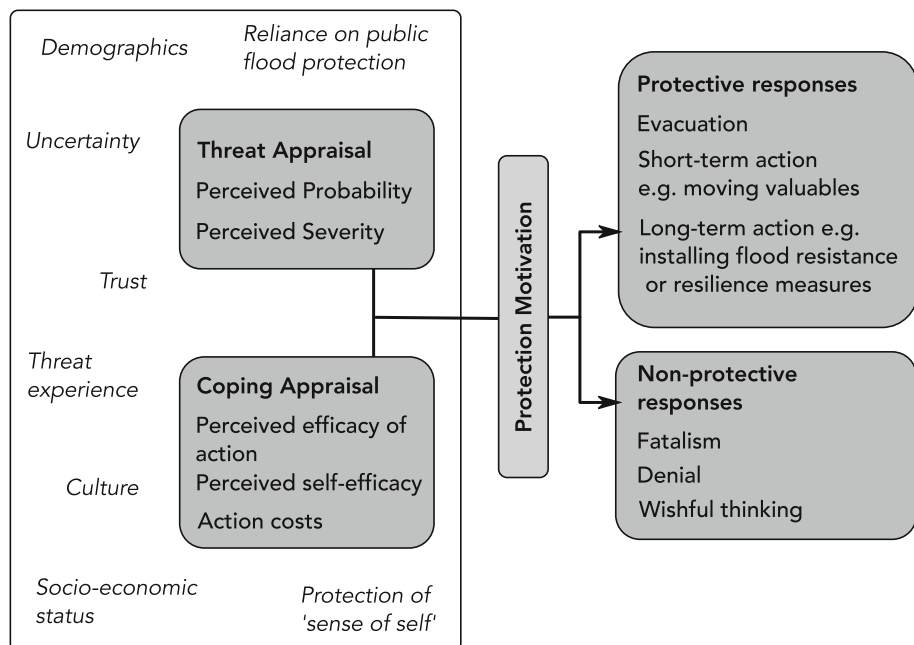 Demographics
Reliance on public
flood protection
Uncertainty
Threat Appraisal
Perceived Probability
Perceived Severity
Trust
Threat
experience
Coping Appraisal
Perceived efficacy of
action
Perceived self-efficacy
Action costs
Culture
Socio-economic
status
Protection of
'sense of self'
Protection Motivation
Protective responses
Evacuation
Short-term action
e.g. moving valuables
Long-term action e.g.
installing flood resistance
or resilience measures
Non-protective
responses
Fatalism
Denial
Wishful thinking